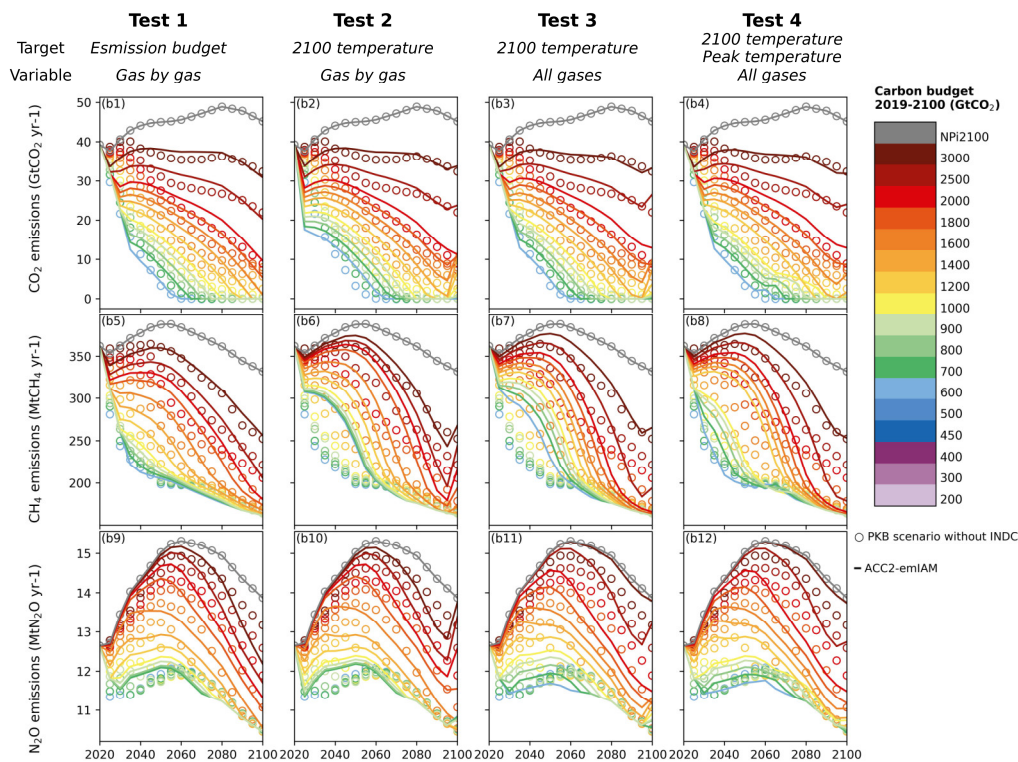 Test 1 Test 2 Test 3 Test 4
Target Esmission budget 2100 temperature 2100 temperature 2100 temperature
Peak temperature
Variable Gas by gas Gas by gas All gases All gases
Carbon budget
2019-2100 (GtCO₂)
NPi2100
3000
2500
2000
1800
1600
1400
1200
1000
900
800
700
600
500
450
400
300
200
PKB scenario without INDC
ACC2-emIAM
CO₂ emissions (GtCO₂ yr-1)
50
40
30
20
10
0
(b1) (b2) (b3) (b4)
CH₄ emissions (MtCH₄ yr-1)
350
300
250
200
(b5) (b6) (b7) (b8)
N₂O emissions (MtN₂O yr-1)
15
14
13
12
11
(b9) (b10) (b11) (b12)
2020 2040 2060 2080 2100 2040 2060 2080 2100 2040 2060 2080 2100 2040 2060 2080 2100